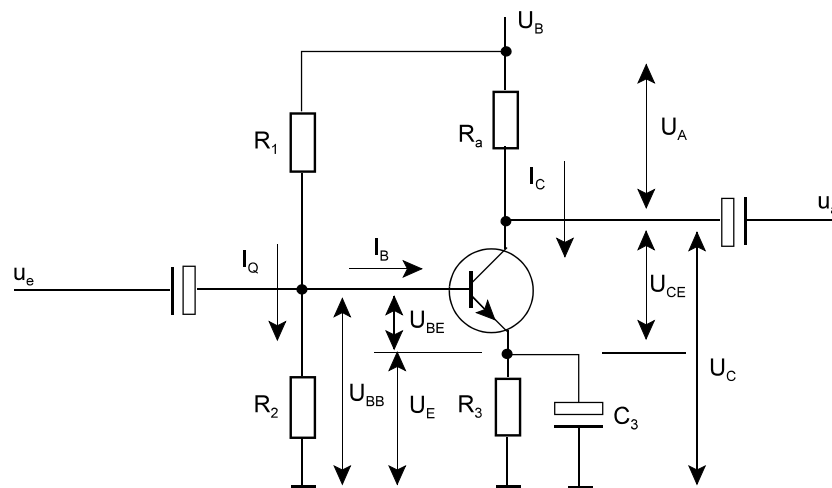 U_B
R_1
R_a
U_A
I_C
u_e
I_Q
I_B
U_BE
U_CE
R_2
U_BB
U_E
R_3
C_3
U_C